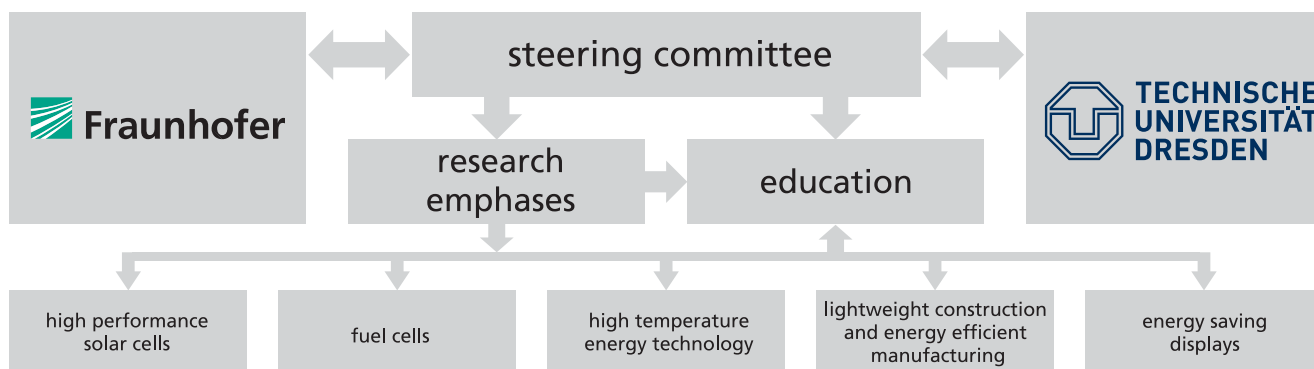 steering committee
Fraunhofer
TECHNISCHE
UNIVERSITÄT
DRESDEN
research
emphases
education
high performance
solar cells
fuel cells
high temperature
energy technology
lightweight construction
and energy efficient
manufacturing
energy saving
displays